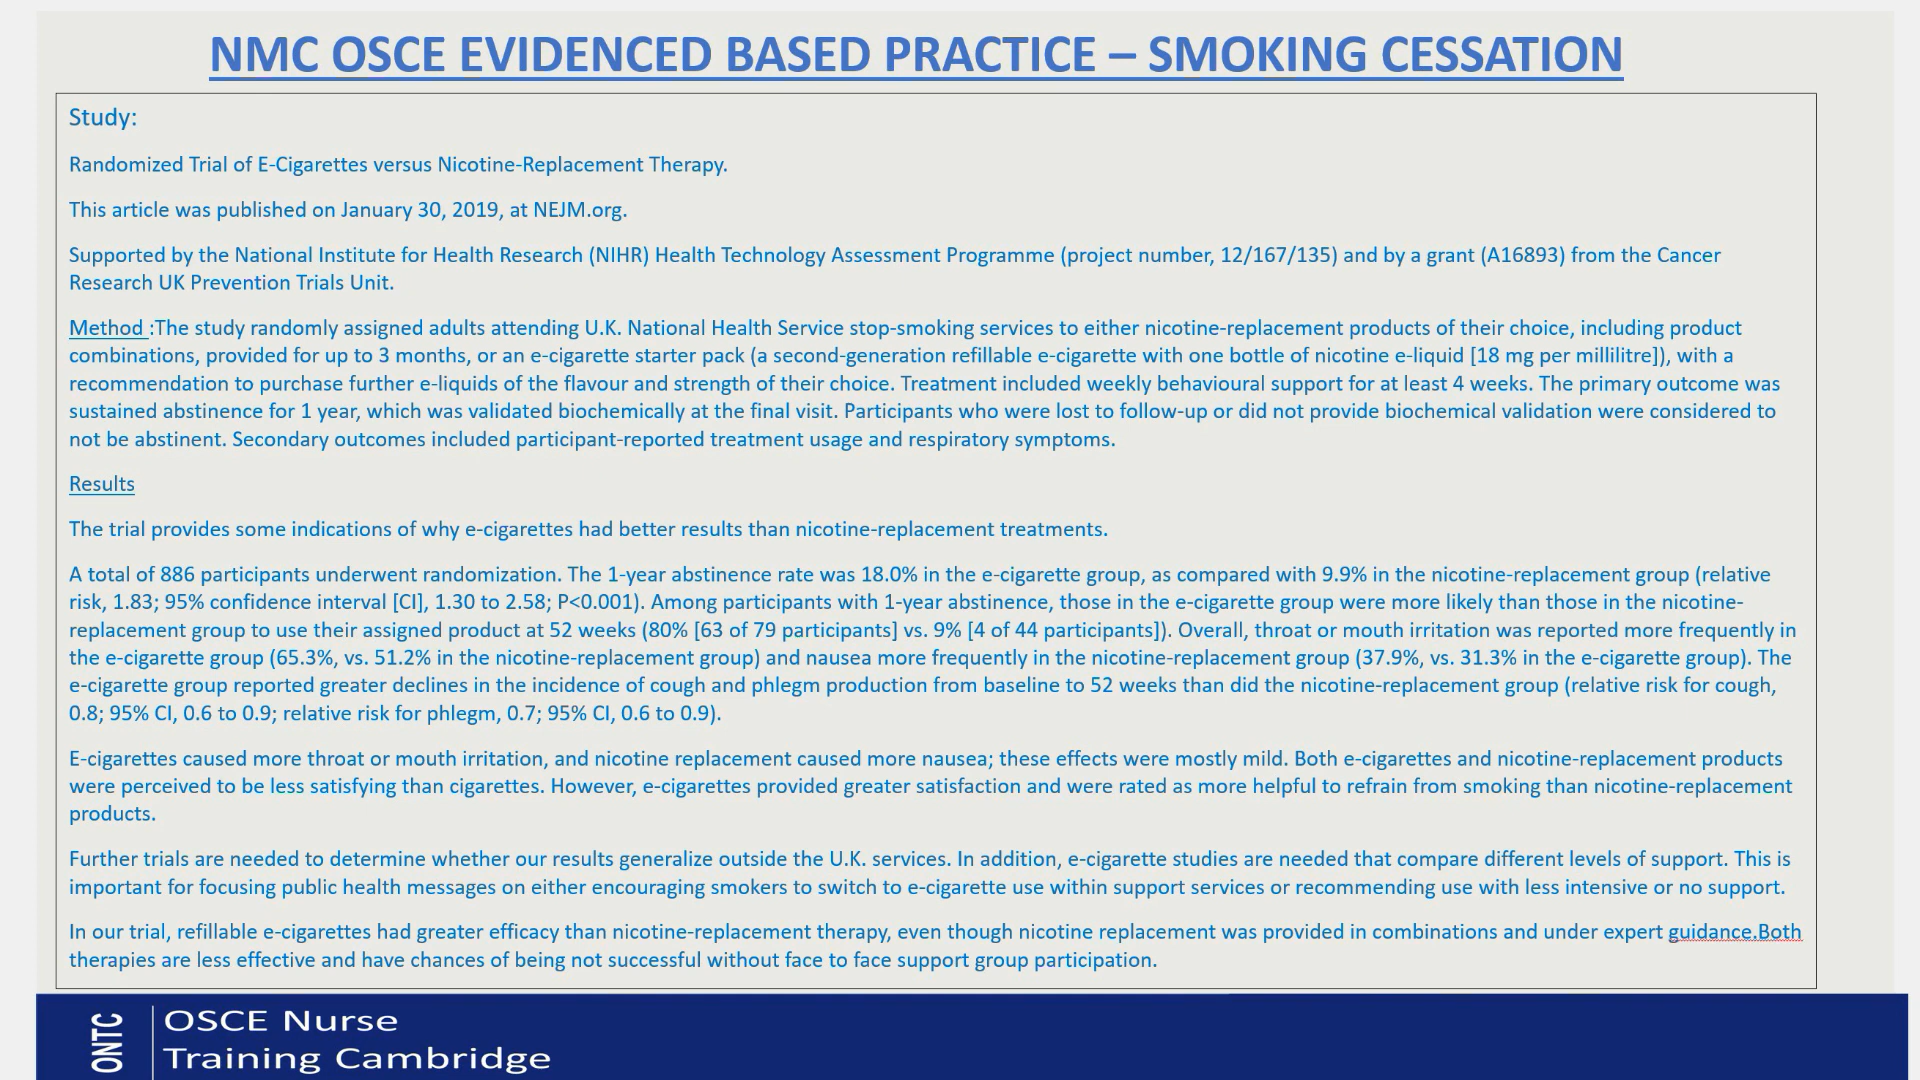 NMC OSCE EVIDENCED BASED PRACTICE – SMOKING CESSATION
Study:
Randomized Trial of E-Cigarettes versus Nicotine-Replacement Therapy.
This article was published on January 30, 2019, at NEJM.org.
Supported by the National Institute for Health Research (NIHR) Health Technology Assessment Programme (project number, 12/167/135) and by a grant (A16893) from the Cancer
Research UK Prevention Trials Unit.
Method :The study randomly assigned adults attending U.K. National Health Service stop-smoking services to either nicotine-replacement products of their choice, including product
combinations, provided for up to 3 months, or an e-cigarette starter pack (a second-generation refillable e-cigarette with one bottle of nicotine e-liquid [18 mg per millilitre]), with a
recommendation to purchase further e-liquids of the flavour and strength of their choice. Treatment included weekly behavioural support for at least 4 weeks. The primary outcome was
sustained abstinence for 1 year, which was validated biochemically at the final visit. Participants who were lost to follow-up or did not provide biochemical validation were considered to
not be abstinent. Secondary outcomes included participant-reported treatment usage and respiratory symptoms.
Results
The trial provides some indications of why e-cigarettes had better results than nicotine-replacement treatments.
A total of 886 participants underwent randomization. The 1-year abstinence rate was 18.0% in the e-cigarette group, as compared with 9.9% in the nicotine-replacement group (relative
risk, 1.83; 95% confidence interval [CI], 1.30 to 2.58; P<0.001). Among participants with 1-year abstinence, those in the e-cigarette group were more likely than those in the nicotine-
replacement group to use their assigned product at 52 weeks (80% [63 of 79 participants] vs. 9% [4 of 44 participants]). Overall, throat or mouth irritation was reported more frequently in
the e-cigarette group (65.3%, vs. 51.2% in the nicotine-replacement group) and nausea more frequently in the nicotine-replacement group (37.9%, vs. 31.3% in the e-cigarette group). The
e-cigarette group reported greater declines in the incidence of cough and phlegm production from baseline to 52 weeks than did the nicotine-replacement group (relative risk for cough,
0.8; 95% CI, 0.6 to 0.9; relative risk for phlegm, 0.7; 95% CI, 0.6 to 0.9).
E-cigarettes caused more throat or mouth irritation, and nicotine replacement caused more nausea; these effects were mostly mild. Both e-cigarettes and nicotine-replacement products
were perceived to be less satisfying than cigarettes. However, e-cigarettes provided greater satisfaction and were rated as more helpful to refrain from smoking than nicotine-replacement
products.
Further trials are needed to determine whether our results generalize outside the U.K. services. In addition, e-cigarette studies are needed that compare different levels of support. This is
important for focusing public health messages on either encouraging smokers to switch to e-cigarette use within support services or recommending use with less intensive or no support.
In our trial, refillable e-cigarettes had greater efficacy than nicotine-replacement therapy, even though nicotine replacement was provided in combinations and under expert guidance.Both
therapies are less effective and have chances of being not successful without face to face support group participation.
ONTC
OSCE Nurse
Training Cambridge